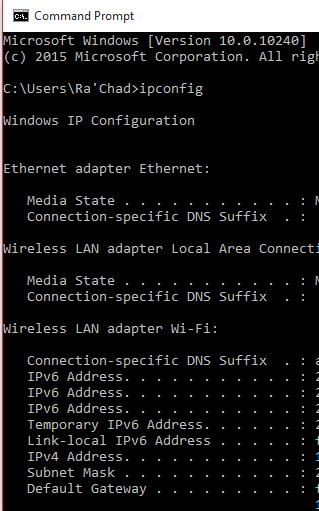 Command Prompt
Microsoft Windows [Version 10.0.10240]
(c) 2015 Microsoft Corporation. All righ
C:\Users\Ra'Chad>ipconfig
Windows IP Configuration
Ethernet adapter Ethernet:
Media State . . . . . . . . . . . :
Connection-specific DNS Suffix  . :
Wireless LAN adapter Local Area Connecti
Media State . . . . . . . . . . . :
Connection-specific DNS Suffix  . :
Wireless LAN adapter Wi-Fi:
Connection-specific DNS Suffix  . : a
IPv6 Address. . . . . . . . . . . : 2
IPv6 Address. . . . . . . . . . . : 2
IPv6 Address. . . . . . . . . . . : 2
Temporary IPv6 Address. . . . . . : 2
Link-local IPv6 Address . . . . . : f
IPv4 Address. . . . . . . . . . . : 1
Subnet Mask . . . . . . . . . . . : 2
Default Gateway . . . . . . . . . : f
1